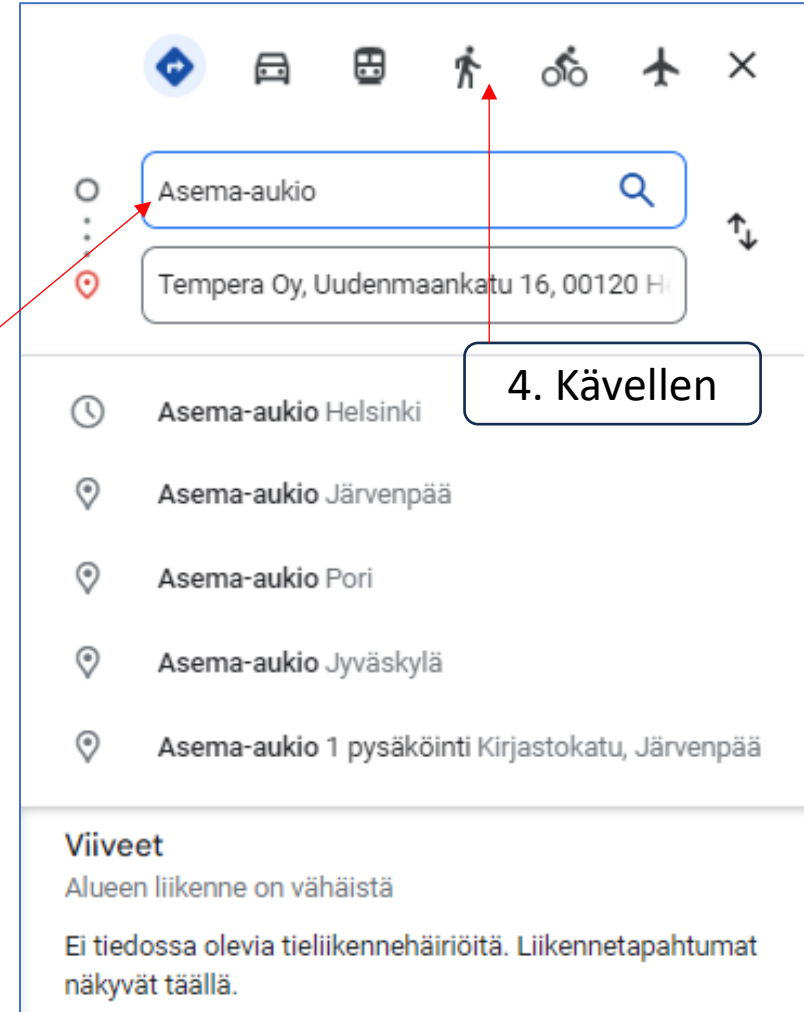 Asema-aukio
Tempera Oy, Uudenmaankatu 16, 00120 H
4. Kävellen
Asema-aukio Helsinki
Asema-aukio Järvenpää
Asema-aukio Pori
Asema-aukio Jyväskylä
Asema-aukio 1 pysäköinti Kirjastokatu, Järvenpää
Viiveet
Alueen liikenne on vähäistä
Ei tiedossa olevia tieliikennehäiriöitä. Liikennetapahtumat
näkyvät täällä.